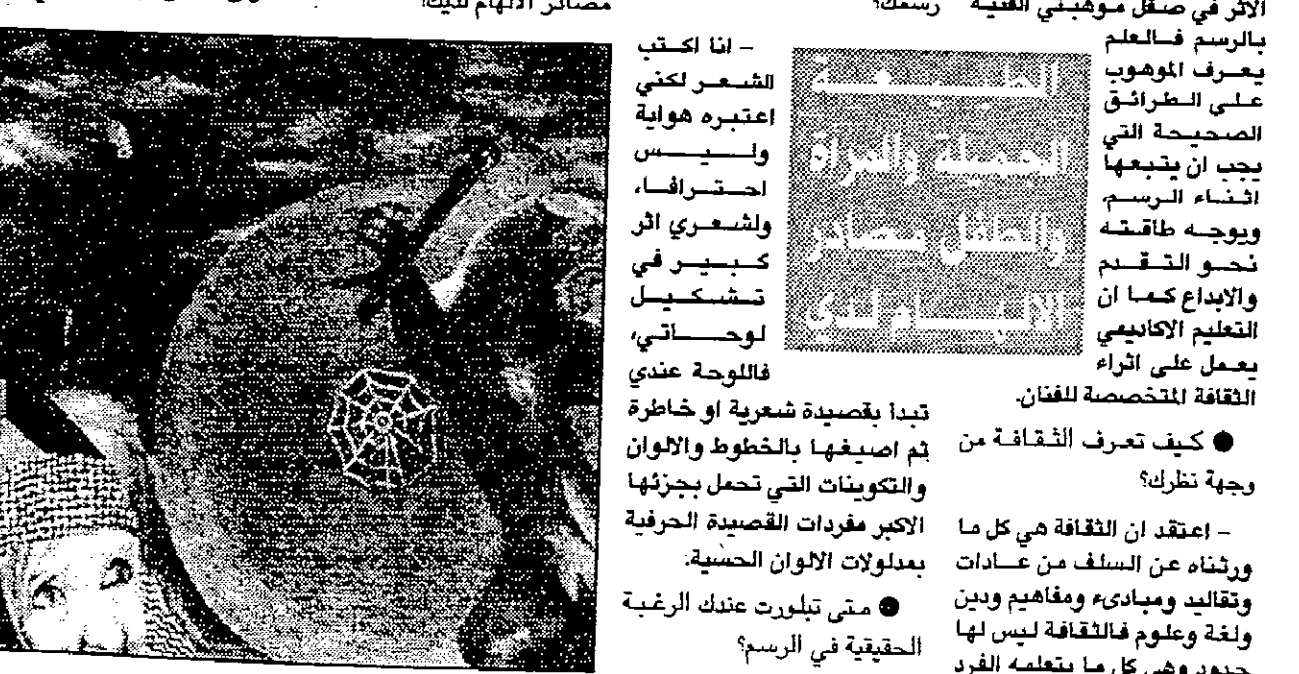 الاثر في صقل موهبتي الفنية
بالرسم فالعلم
يعرف الموهوب
على الطرائق
الصحيحة التي
يجب ان يتبعها
اثناء الرسم،
ويوجه طاقته
نحو التقدم
والابداع كما ان
التعليم الاكاديمي
يعمل على اثراء
الثقافة المتخصصة للفنان.
● كيف تعرف الثقافة من
وجهة نظرك؟
– اعتقد ان الثقافة هي كل ما
ورثناه عن السلف من عادات
وتقاليد ومبادىء ومفاهيم ودين
ولغة وعلوم فالثقافة ليس لها
حدود وهي كل ما يتعلمه الفرد
الطبيعة
الجميلة والمراة
والطفل مصادر
الالهام لدي
رسمك؟
– انا اكتب
الشعر لكني
اعتبره هواية
وليس
احترافا،
ولشعري اثر
كبير في
تشكيل
لوحاتي،
فاللوحة عندي
تبدا بقصيدة شعرية او خاطرة
ثم اصيغها بالخطوط والالوان
والتكوينات التي تحمل بجزئها
الاكبر مفردات القصيدة الحرفية
بمدلولات الالوان الحسية.
● متى تبلورت عندك الرغبة
الحقيقية في الرسم؟
مصادر الالهام لديك؟